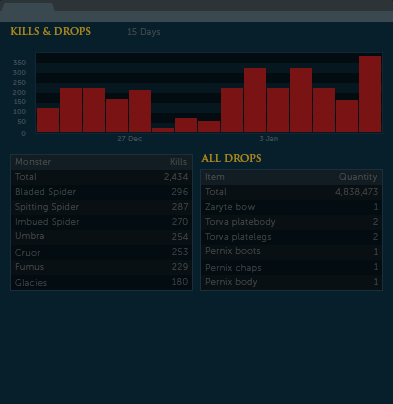 KILLS & DROPS 15 Days
350
300
250
200
150
100
50
0
27 Dec 3 Jan
Monster Kills
Total 2,434
Bladed Spider 296
Spitting Spider 287
Imbued Spider 270
Umbra 254
Cruor 253
Fumus 229
Glacies 180
ALL DROPS
Item Quantity
Total 4,838,473
Zaryte bow 1
Torva platebody 2
Torva platelegs 2
Pernix boots 1
Pernix chaps 1
Pernix body 1